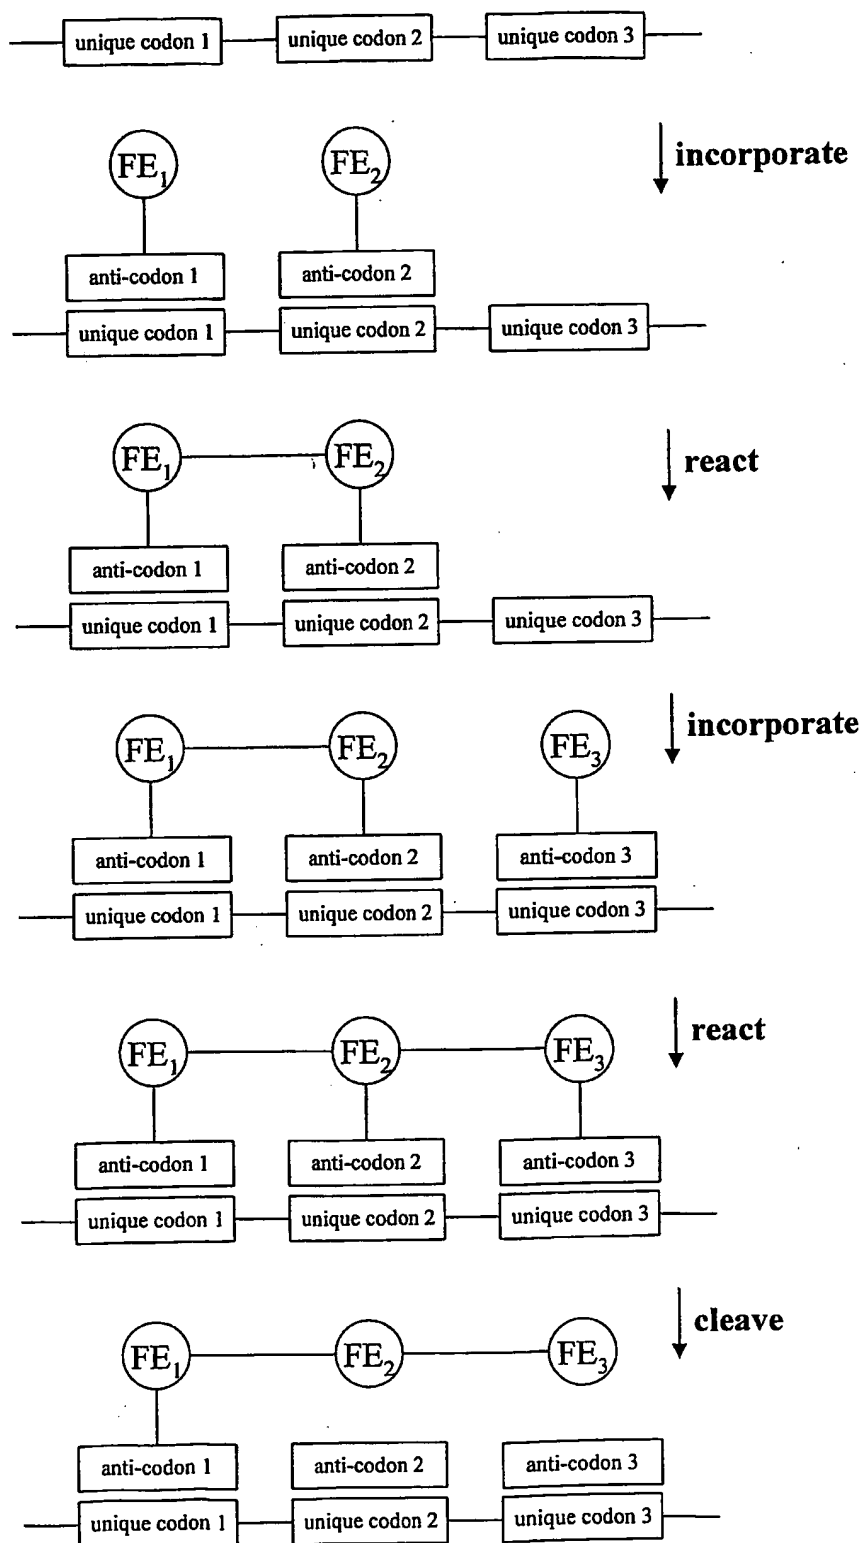 unique codon 1 unique codon 2 unique codon 3
incorporate
FE1 FE2
anti-codon 1 anti-codon 2
unique codon 1 unique codon 2 unique codon 3
react
FE1 FE2
anti-codon 1 anti-codon 2
unique codon 1 unique codon 2 unique codon 3
incorporate
FE1 FE2 FE3
anti-codon 1 anti-codon 2 anti-codon 3
unique codon 1 unique codon 2 unique codon 3
react
FE1 FE2 FE3
anti-codon 1 anti-codon 2 anti-codon 3
unique codon 1 unique codon 2 unique codon 3
cleave
FE1 FE2 FE3
anti-codon 1 anti-codon 2 anti-codon 3
unique codon 1 unique codon 2 unique codon 3